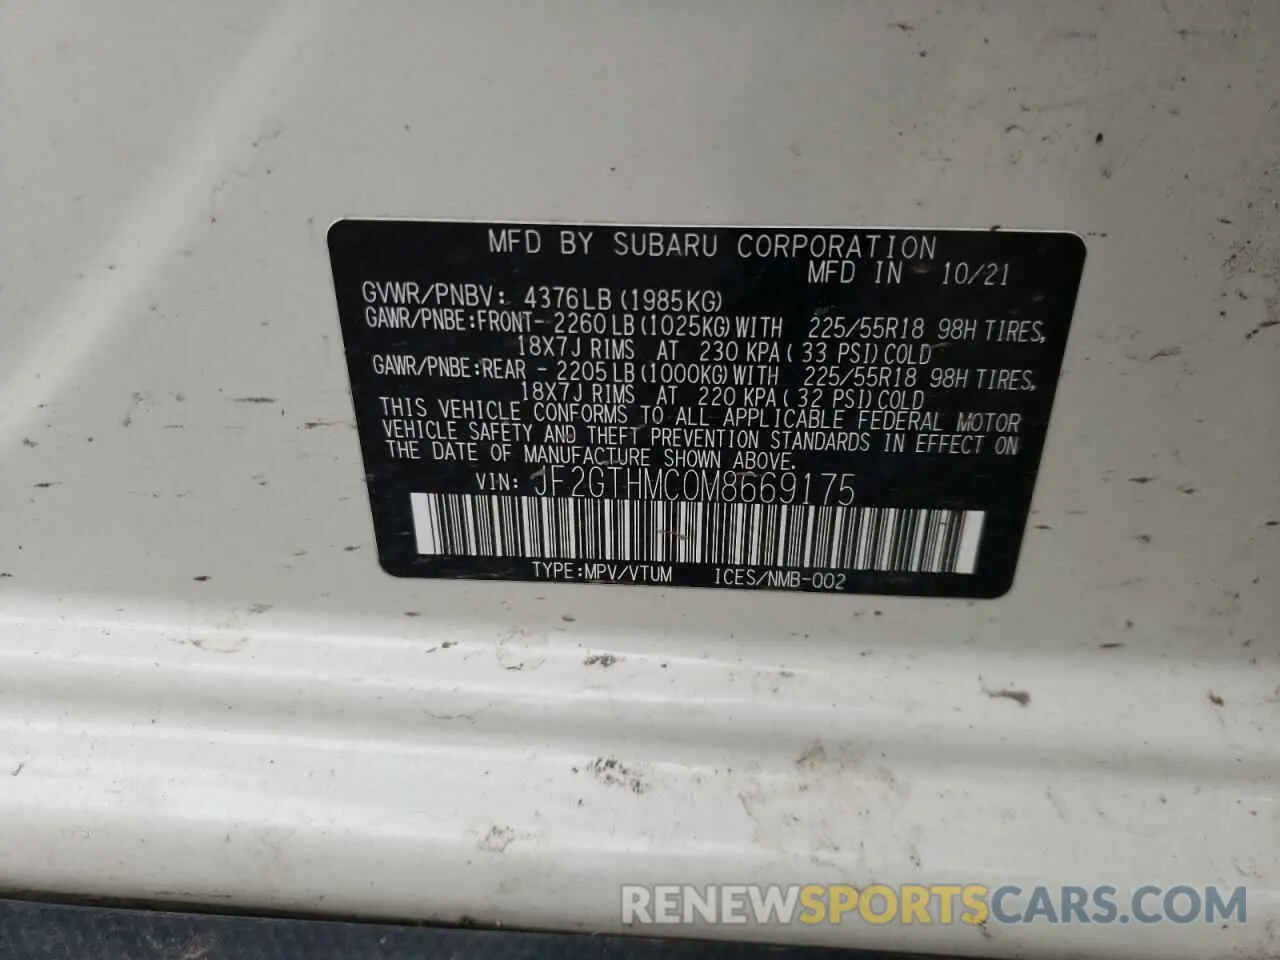 MFD BY SUBARU CORPORATION
MFD IN 10/21
GVWR/PNBV: 4376LB (1985KG)
GAWR/PNBE:FRONT- 2260 LB (1025KG) WITH 225/55R18 98H TIRES,
18X7J RIMS AT 230 KPA ( 33 PSI) COLD
GAWR/PNBE:REAR - 2205 LB (1000KG) WITH 225/55R18 98H TIRES,
18X7J RIMS AT 220 KPA ( 32 PSI) COLD
THIS VEHICLE CONFORMS TO ALL APPLICABLE FEDERAL MOTOR
VEHICLE SAFETY AND THEFT PREVENTION STANDARDS IN EFFECT ON
THE DATE OF MANUFACTURE SHOWN ABOVE.
VIN: JF2GTHMC0M8669175
TYPE:MPV/VTUM ICES/NMB-002
RENEWSPORTSCARS.COM